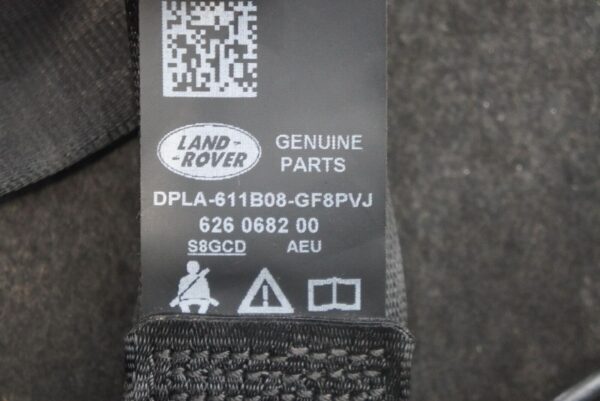 LAND-
-ROVER
GENUINE
PARTS
DPLA-611B08-GF8PVJ
626 0682 00
S8GCD AEU